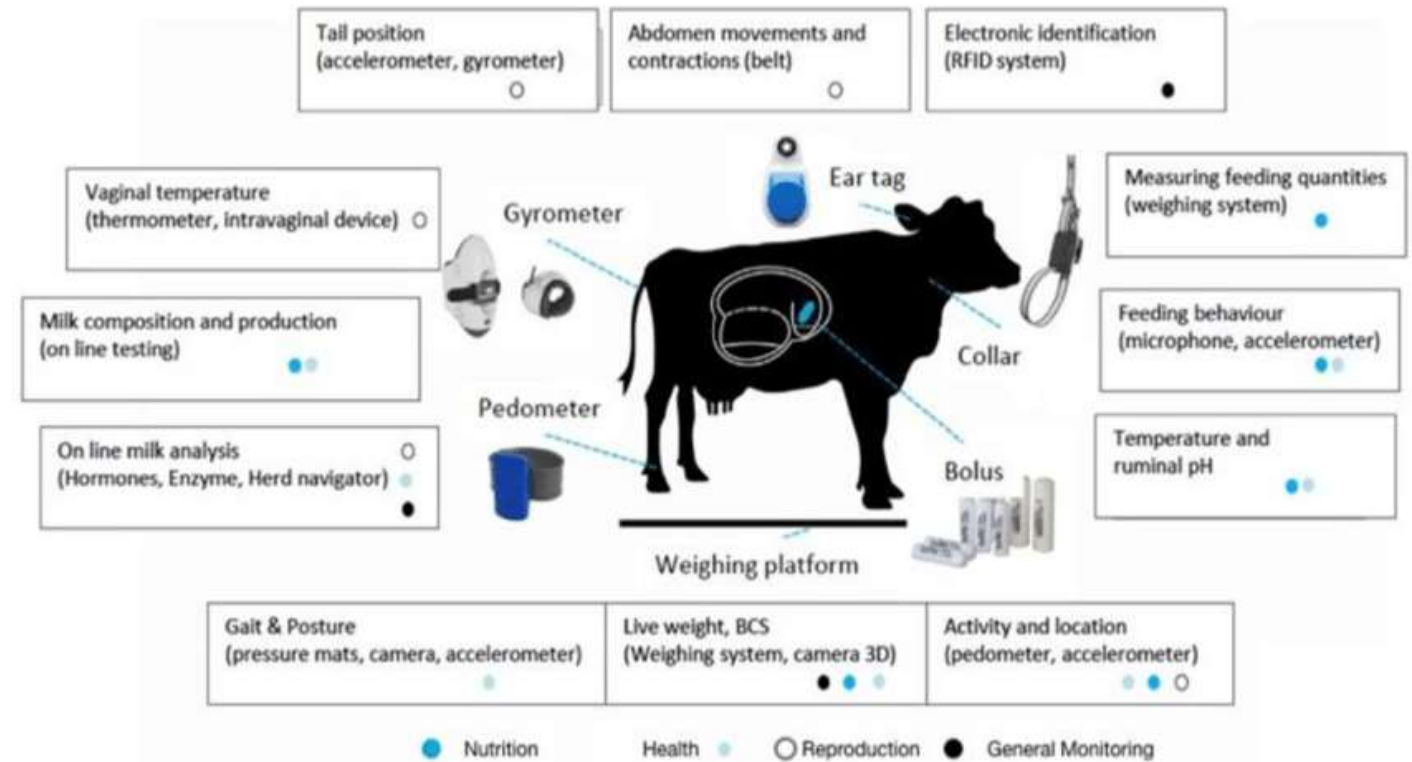 Tail position
(accelerometer, gyrometer)
Abdomen movements and
contractions (belt)
Electronic identification
(RFID system)
Vaginal temperature
(thermometer, intravaginal device)
Gyrometer
Ear tag
Measuring feeding quantities
(weighing system)
Milk composition and production
(on line testing)
Collar
Feeding behaviour
(microphone, accelerometer)
Pedometer
On line milk analysis
(Hormones, Enzyme, Herd navigator)
Bolus
Temperature and
ruminal pH
Weighing platform
Gait & Posture
(pressure mats, camera, accelerometer)
Live weight, BCS
(Weighing system, camera 3D)
Activity and location
(pedometer, accelerometer)
Nutrition
Health
Reproduction
General Monitoring